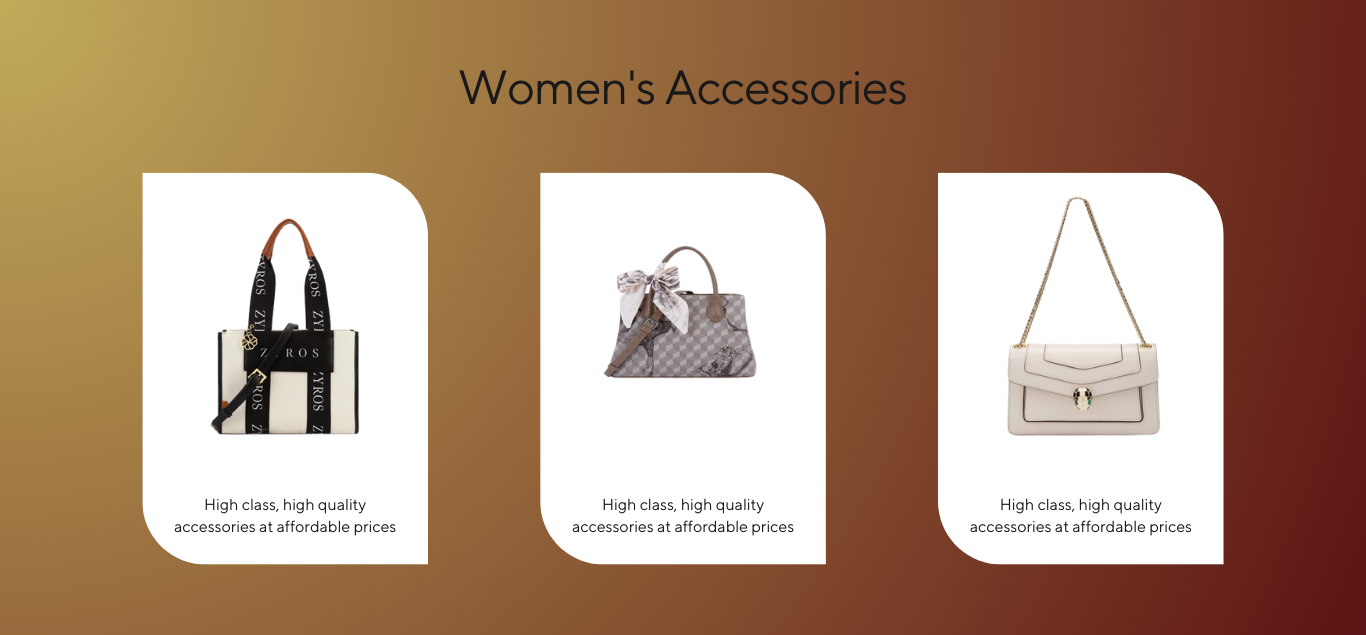 Women's Accessories
ZYROS
ZYROS
ZYROS
ZYROS
ZYROS
High class, high quality
accessories at affordable prices
High class, high quality
accessories at affordable prices
High class, high quality
accessories at affordable prices